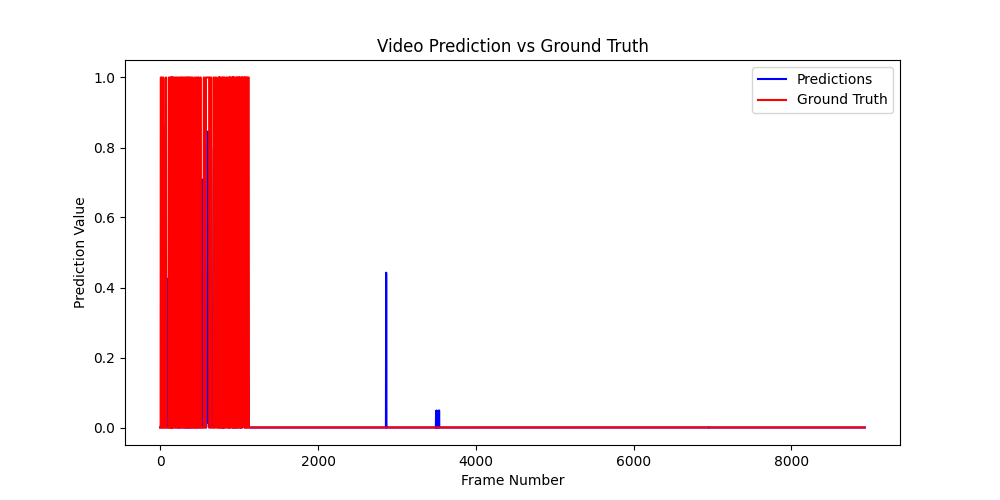 Video Prediction vs Ground Truth
Predictions
Ground Truth
1.0
0.8
0.6
0.4
0.2
0.0
Prediction Value
0 2000 4000 6000 8000
Frame Number